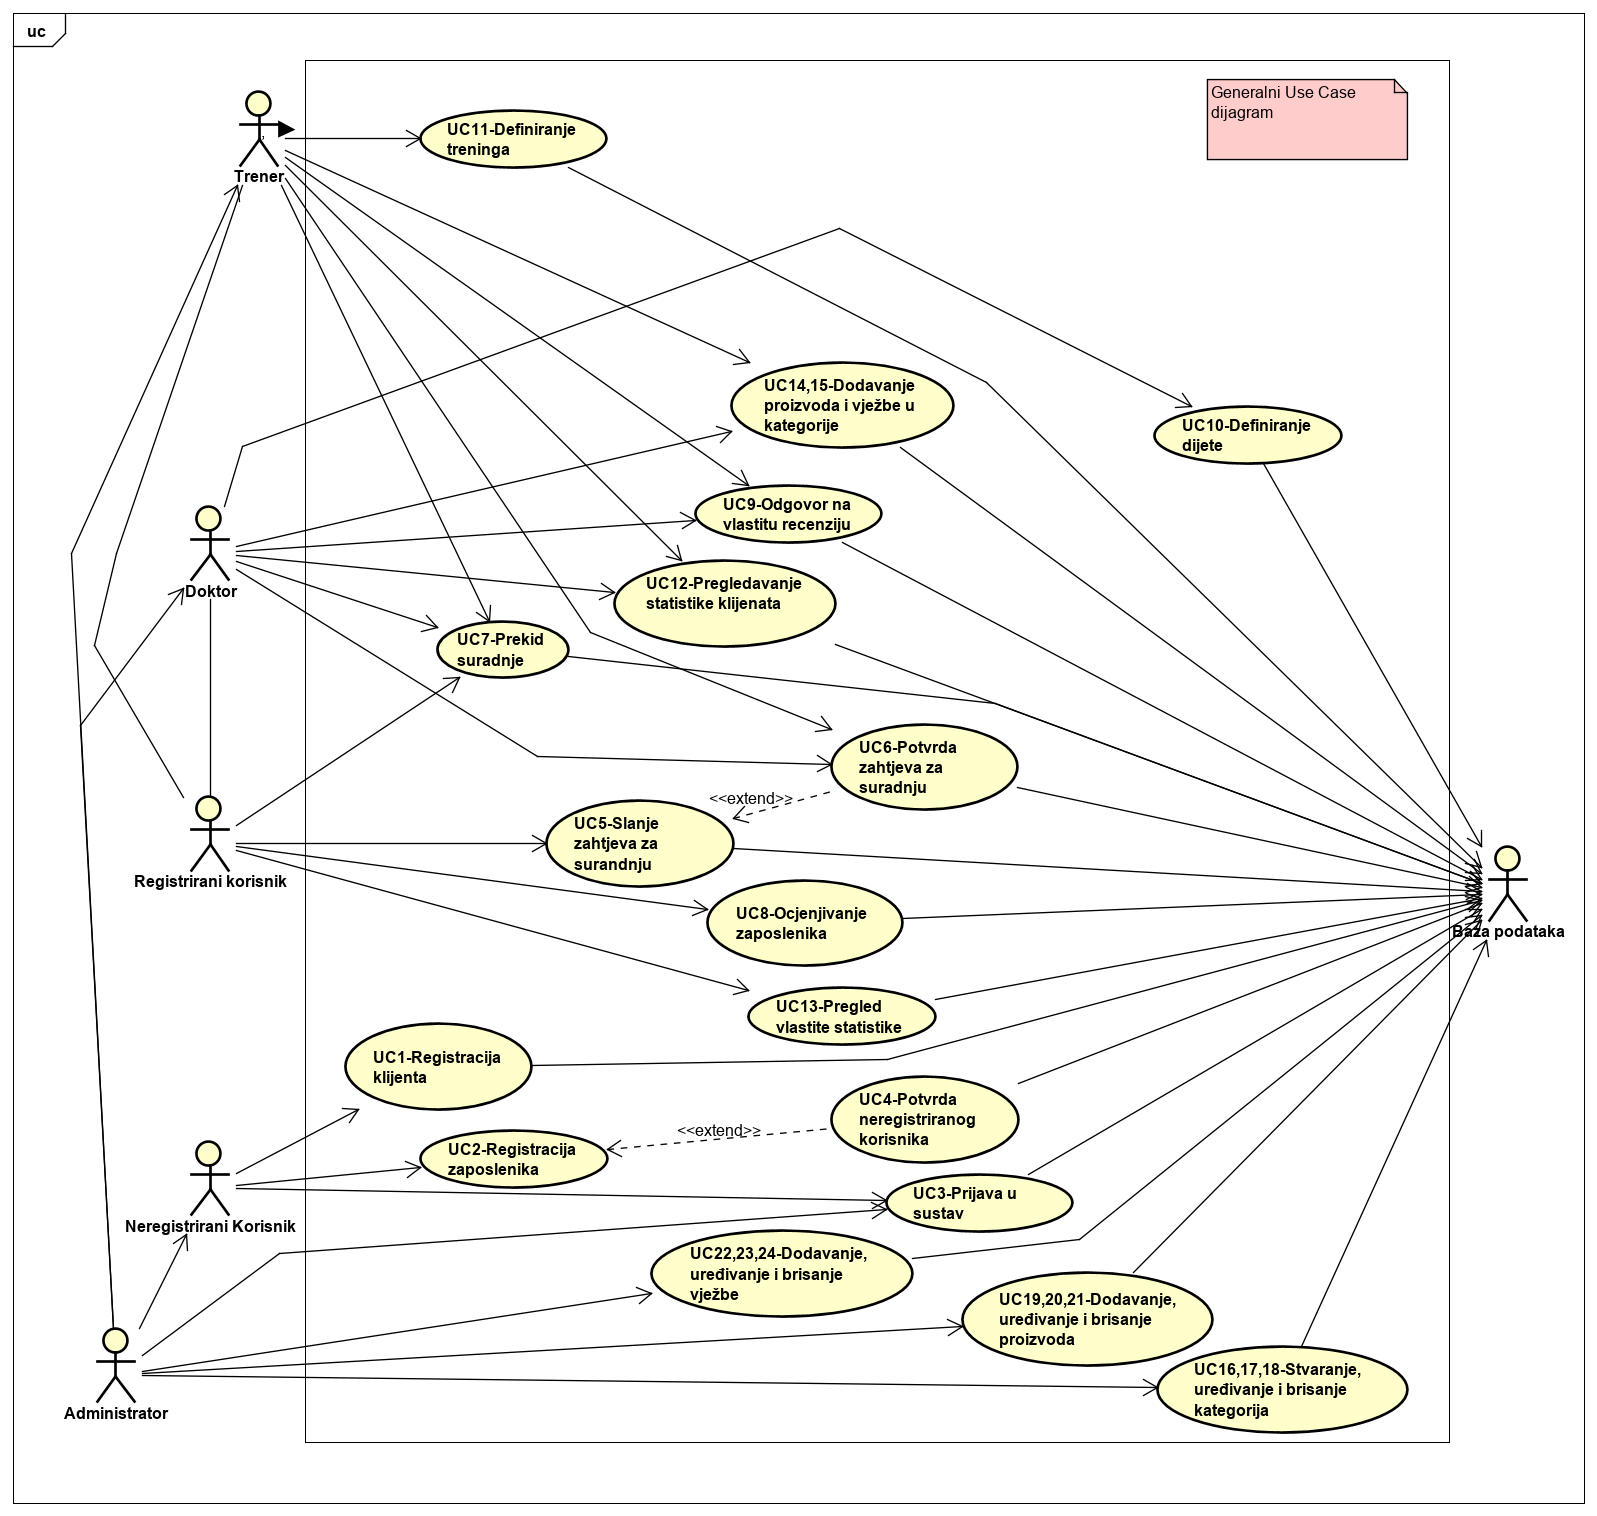 uc
Generalni Use Case
dijagram
Trener
UC11-Definiranje
treninga
UC14,15-Dodavanje
proizvoda i vježbe u
kategorije
UC10-Definiranje
dijete
UC9-Odgovor na
vlastitu recenziju
Doktor
UC12-Pregledavanje
statistike klijenata
UC7-Prekid
suradnje
UC6-Potvrda
zahtjeva za
suradnju
<<extend>>
UC5-Slanje
zahtjeva za
surandnju
Registrirani korisnik
UC8-Ocjenjivanje
zaposlenika
Baza podataka
UC13-Pregled
vlastite statistike
UC1-Registracija
klijenta
UC4-Potvrda
neregistriranog
korisnika
<<extend>>
UC2-Registracija
zaposlenika
UC3-Prijava u
sustav
Neregistrirani Korisnik
UC22,23,24-Dodavanje,
uređivanje i brisanje
vježbe
UC19,20,21-Dodavanje,
uređivanje i brisanje
proizvoda
UC16,17,18-Stvaranje,
uređivanje i brisanje
kategorija
Administrator